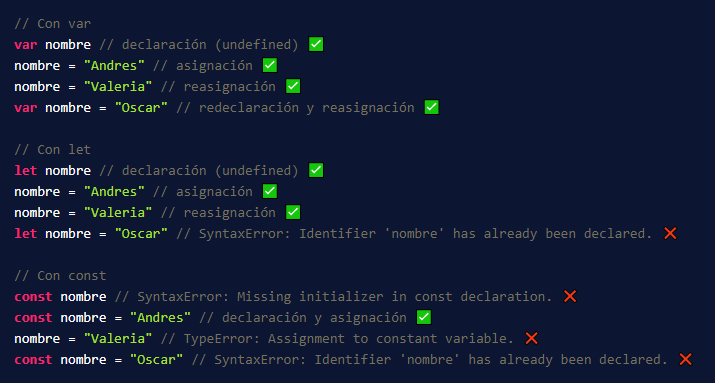 // Con var
var nombre // declaración (undefined) ✅
nombre = "Andres" // asignación ✅
nombre = "Valeria" // reasignación ✅
var nombre = "Oscar" // redeclaración y reasignación ✅

// Con let
let nombre // declaración (undefined) ✅
nombre = "Andres" // asignación ✅
nombre = "Valeria" // reasignación ✅
let nombre = "Oscar" // SyntaxError: Identifier 'nombre' has already been declared. ❌

// Con const
const nombre // SyntaxError: Missing initializer in const declaration. ❌
const nombre = "Andres" // declaración y asignación ✅
nombre = "Valeria" // TypeError: Assignment to constant variable. ❌
const nombre = "Oscar" // SyntaxError: Identifier 'nombre' has already been declared. ❌